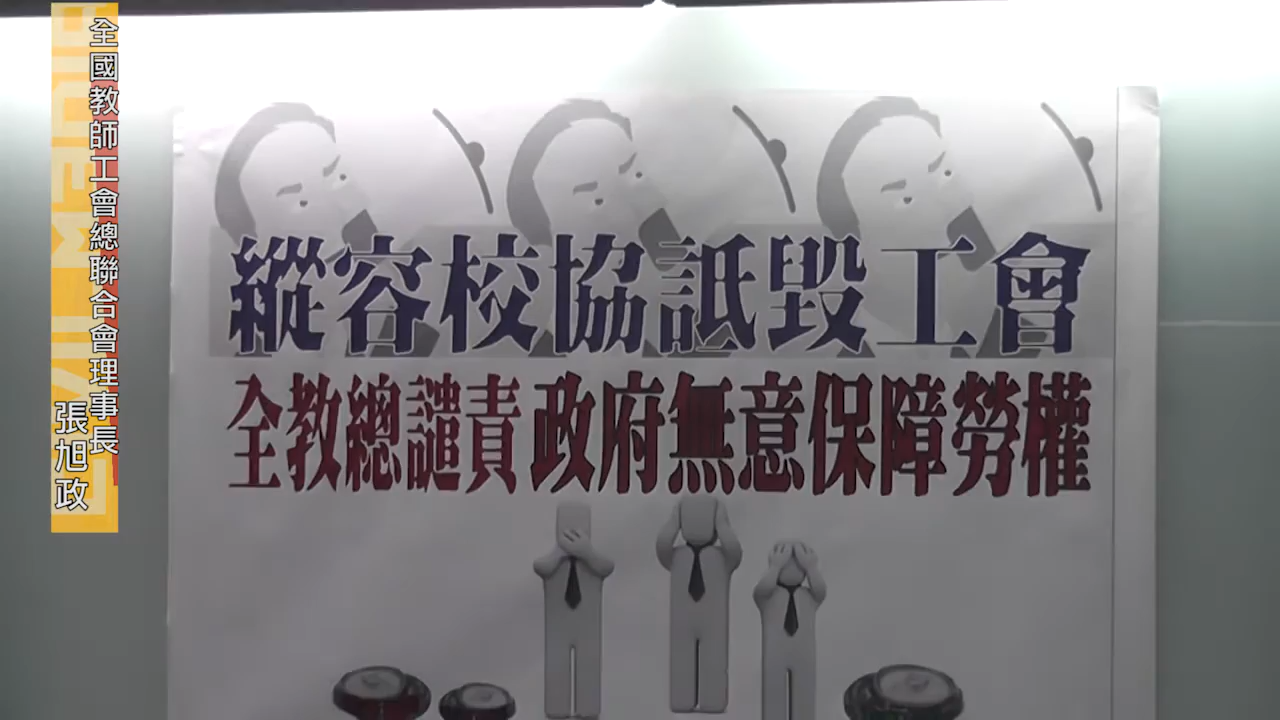 全國教師工會總聯合會理事長
張旭政
縱容校協詆毀工會
全教總譴責 政府無意保障勞權